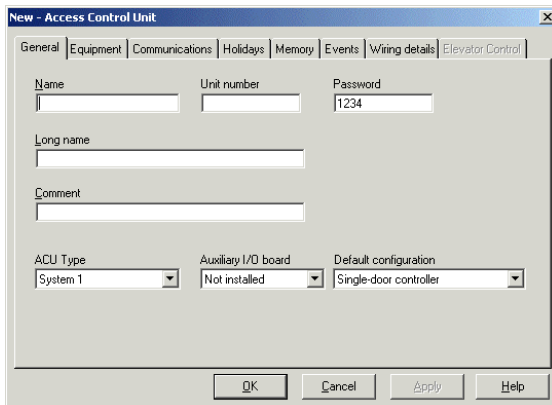 New - Access Control Unit
General Equipment Communications Holidays Memory Events Wiring details Elevator Control
Name Unit number Password
1234
Long name
Comment
ACU Type Auxiliary I/O board Default configuration
System 1 Not installed Single-door controller
OK Cancel Apply Help